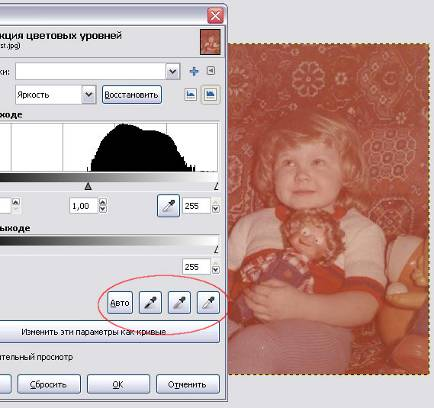 кция цветовых уровней
st.jpg)
ки:
Яркость Восстановить
ходе
1,00 255
ыходе
255
Авто
Изменить эти параметры как кривые
тельный просмотр
Сбросить OK Отменить